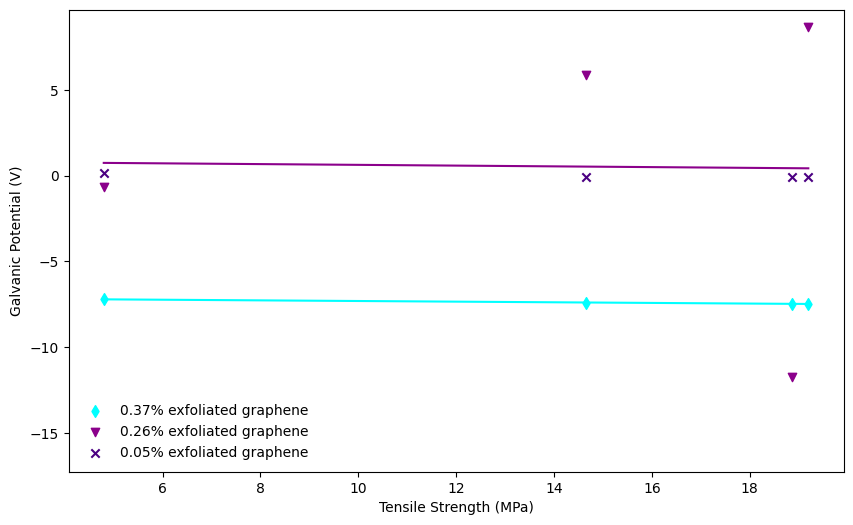 5
0
−5
−10
−15
Galvanic Potential (V)
0.37% exfoliated graphene
0.26% exfoliated graphene
0.05% exfoliated graphene
6 8 10 12 14 16 18
Tensile Strength (MPa)